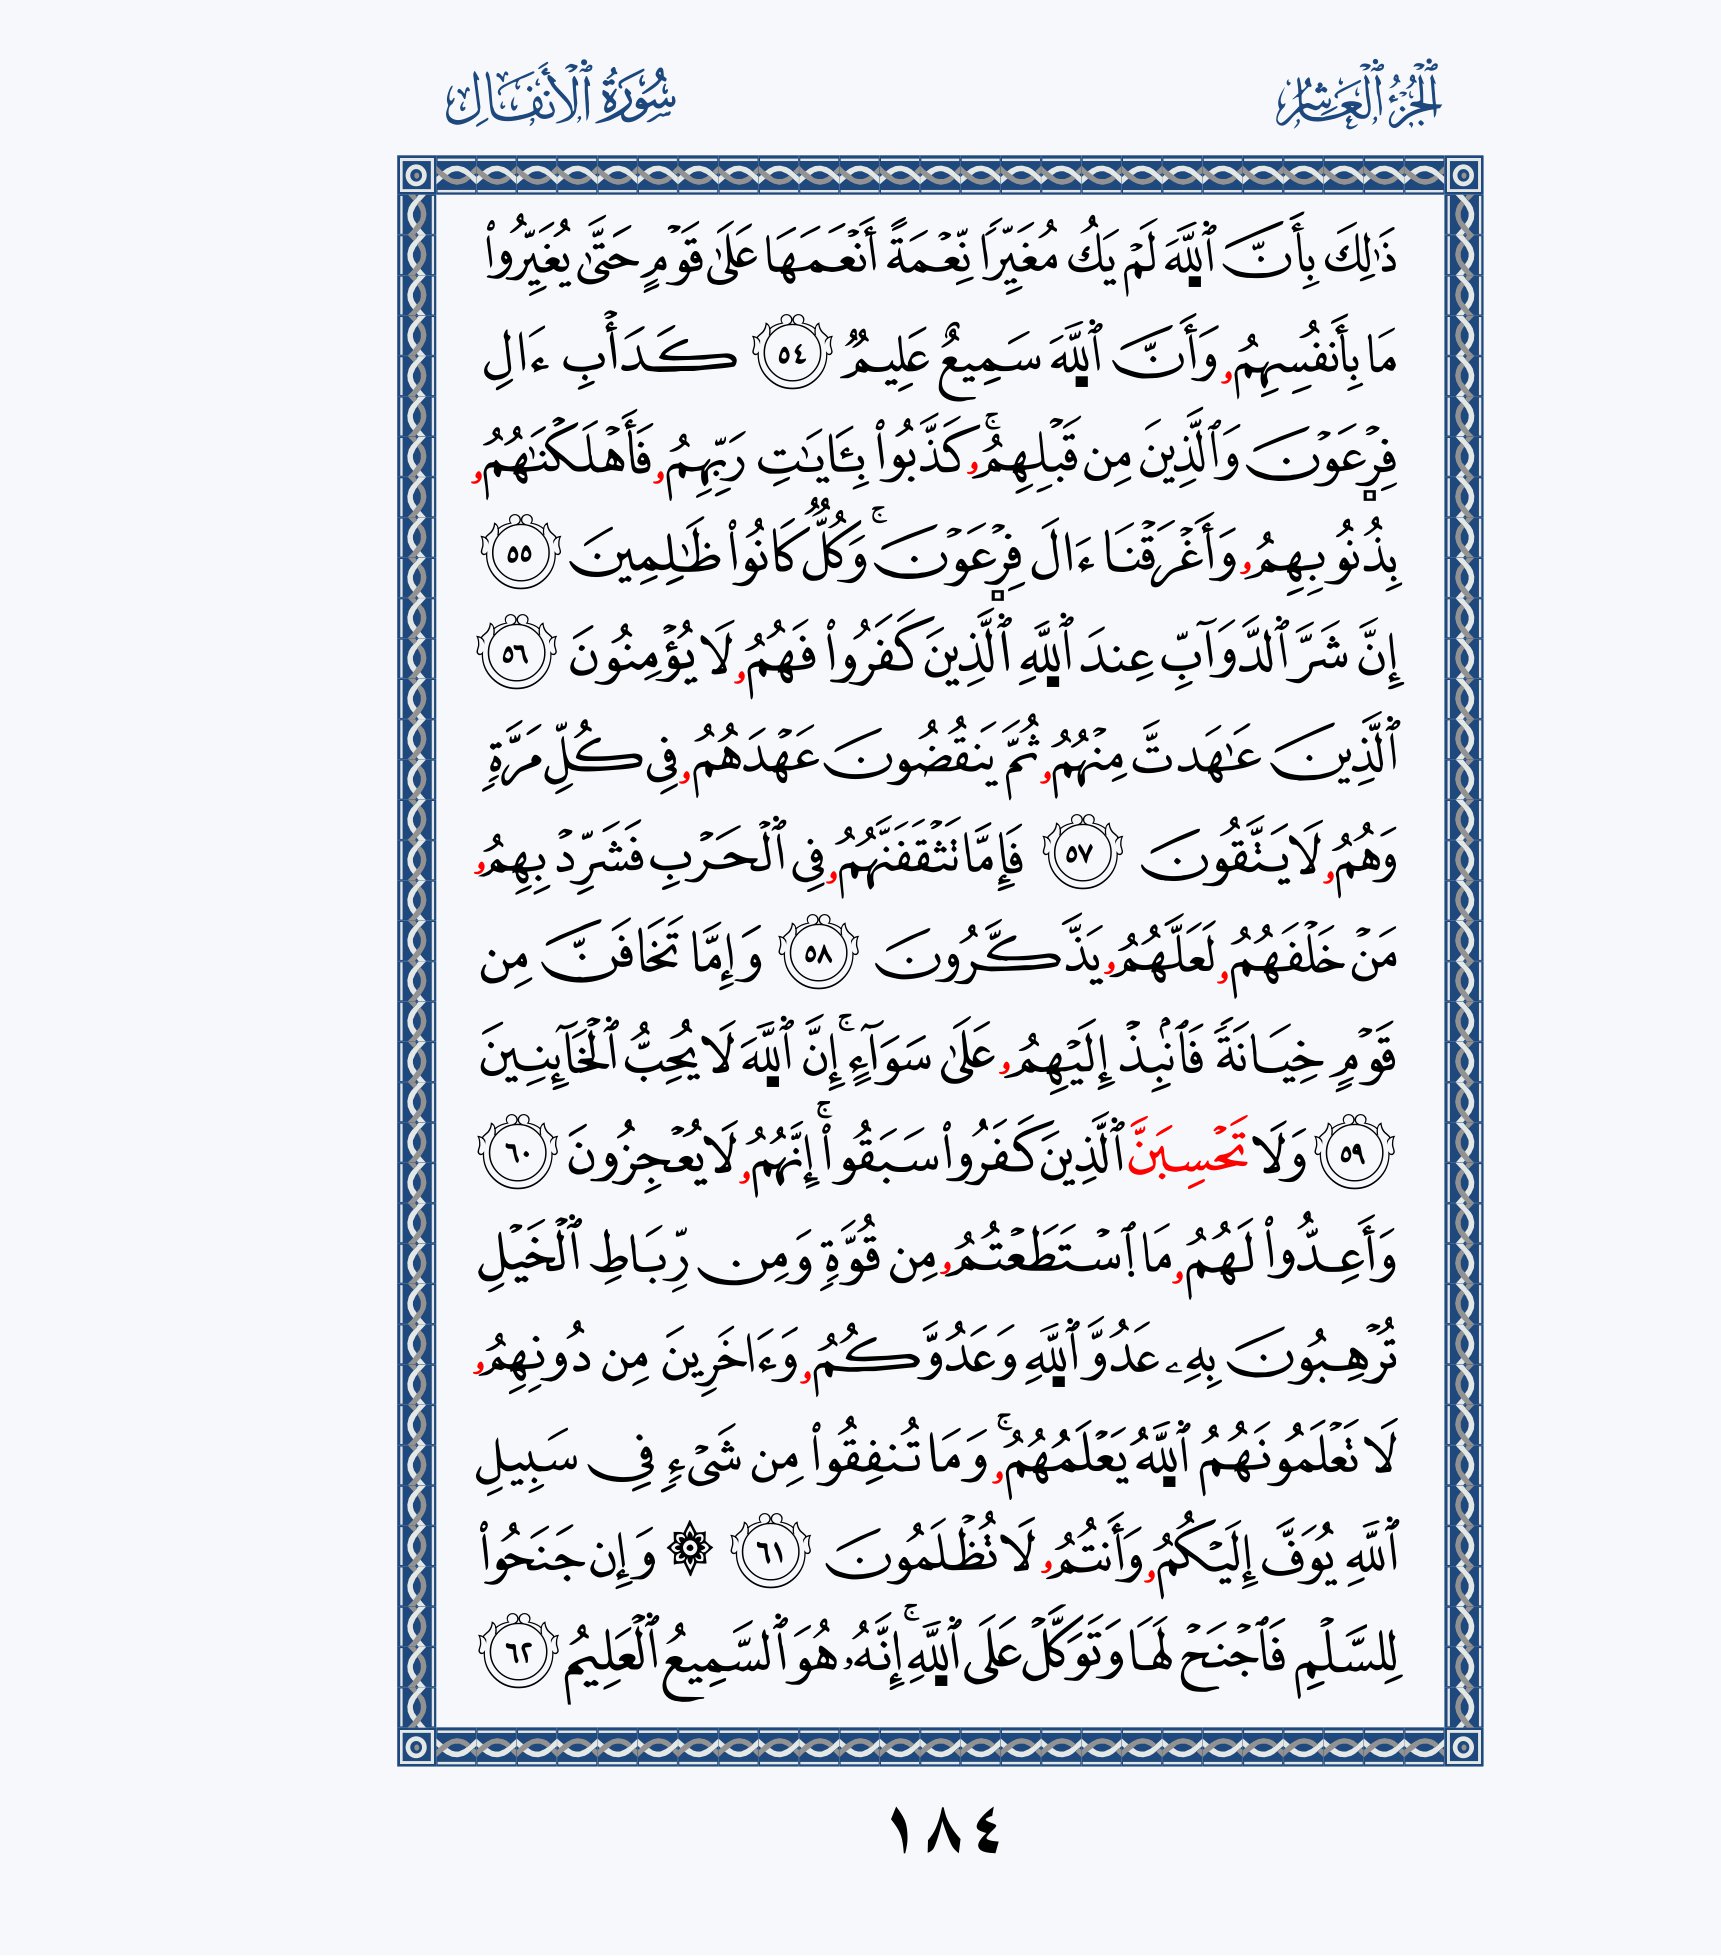 الجُزْءُ ٱلْعَاشِرُ
سُورَةُ ٱلْأَنفَالِ
ذَٰلِكَ بِأَنَّ ٱللَّهَ لَمْ يَكُ مُغَيِّرًا نِّعْمَةً أَنْعَمَهَا عَلَىٰ قَوْمٍ حَتَّىٰ يُغَيِّرُوا۟
مَا بِأَنفُسِهِمُۥ وَأَنَّ ٱللَّهَ سَمِيعٌ عَلِيمٌ ٥٤ كَدَأْبِ ءَالِ
فِرْعَوْنَ وَٱلَّذِينَ مِن قَبْلِهِمُۥۚ كَذَّبُوا۟ بِـَٔايَـٰتِ رَبِّهِمُۥ فَأَهْلَكْنَـٰهُمُۥ
بِذُنُوبِهِمُۥ وَأَغْرَقْنَا ءَالَ فِرْعَوْنَۚ وَكُلٌّ كَانُوا۟ ظَـٰلِمِينَ ٥٥
إِنَّ شَرَّ ٱلدَّوَآبِّ عِندَ ٱللَّهِ ٱلَّذِينَ كَفَرُوا۟ فَهُمُۥ لَا يُؤْمِنُونَ ٥٦
ٱلَّذِينَ عَـٰهَدتَّ مِنْهُمُۥ ثُمَّ يَنقُضُونَ عَهْدَهُمُۥ فِى كُلِّ مَرَّةٍ
وَهُمُۥ لَا يَتَّقُونَ ٥٧ فَإِمَّا تَثْقَفَنَّهُمُۥ فِى ٱلْحَرْبِ فَشَرِّدْ بِهِمُۥ
مَنْ خَلْفَهُمُۥ لَعَلَّهُمُۥ يَذَّكَّرُونَ ٥٨ وَإِمَّا تَخَافَنَّ مِن
قَوْمٍ خِيَانَةً فَٱنۢبِذْ إِلَيْهِمُۥ عَلَىٰ سَوَآءٍۚ إِنَّ ٱللَّهَ لَا يُحِبُّ ٱلْخَآئِنِينَ
٥٩ وَلَا تَحْسِبَنَّ ٱلَّذِينَ كَفَرُوا۟ سَبَقُوٓا۟ۚ إِنَّهُمُۥ لَا يُعْجِزُونَ ٦٠
وَأَعِدُّوا۟ لَهُمُۥ مَا ٱسْتَطَعْتُمُۥ مِن قُوَّةٍ وَمِن رِّبَاطِ ٱلْخَيْلِ
تُرْهِبُونَ بِهِۦ عَدُوَّ ٱللَّهِ وَعَدُوَّكُمُۥ وَءَاخَرِينَ مِن دُونِهِمُۥ
لَا تَعْلَمُونَهُمُ ٱللَّهُ يَعْلَمُهُمُۥۚ وَمَا تُنفِقُوا۟ مِن شَىْءٍ فِى سَبِيلِ
ٱللَّهِ يُوَفَّ إِلَيْكُمُۥ وَأَنتُمُۥ لَا تُظْلَمُونَ ٦١ ۞ وَإِن جَنَحُوا۟
لِلسَّلْمِ فَٱجْنَحْ لَهَا وَتَوَكَّلْ عَلَى ٱللَّهِۚ إِنَّهُۥ هُوَ ٱلسَّمِيعُ ٱلْعَلِيمُ ٦٢
١٨٤